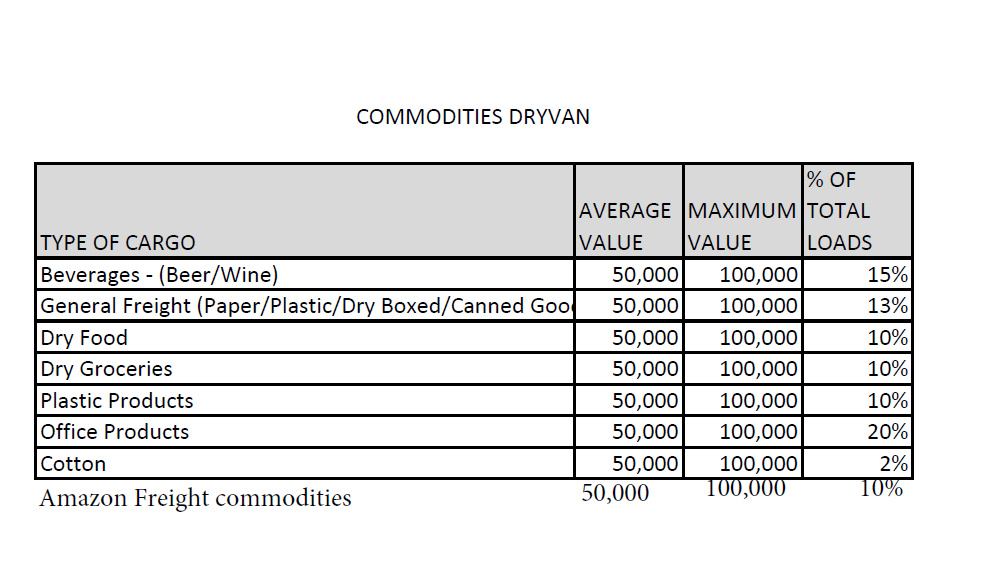 COMMODITIES DRYVAN
TYPE OF CARGO AVERAGE VALUE MAXIMUM VALUE % OF TOTAL LOADS
Beverages - (Beer/Wine) 50,000 100,000 15%
General Freight (Paper/Plastic/Dry Boxed/Canned Goo 50,000 100,000 13%
Dry Food 50,000 100,000 10%
Dry Groceries 50,000 100,000 10%
Plastic Products 50,000 100,000 10%
Office Products 50,000 100,000 20%
Cotton 50,000 100,000 2%
Amazon Freight commodities 50,000 100,000 10%